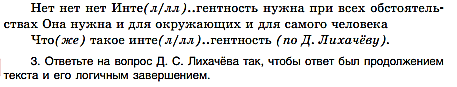 Нет нет нет Инте(л/лл)..гентность нужна при всех обстоятель-
ствах Она нужна и для окружающих и для самого человека
Что(же) такое инте(л/лл)..гентность (по Д. Лихачёву).
3. Ответьте на вопрос Д. С. Лихачёва так, чтобы ответ был продолжением
текста и его логичным завершением.